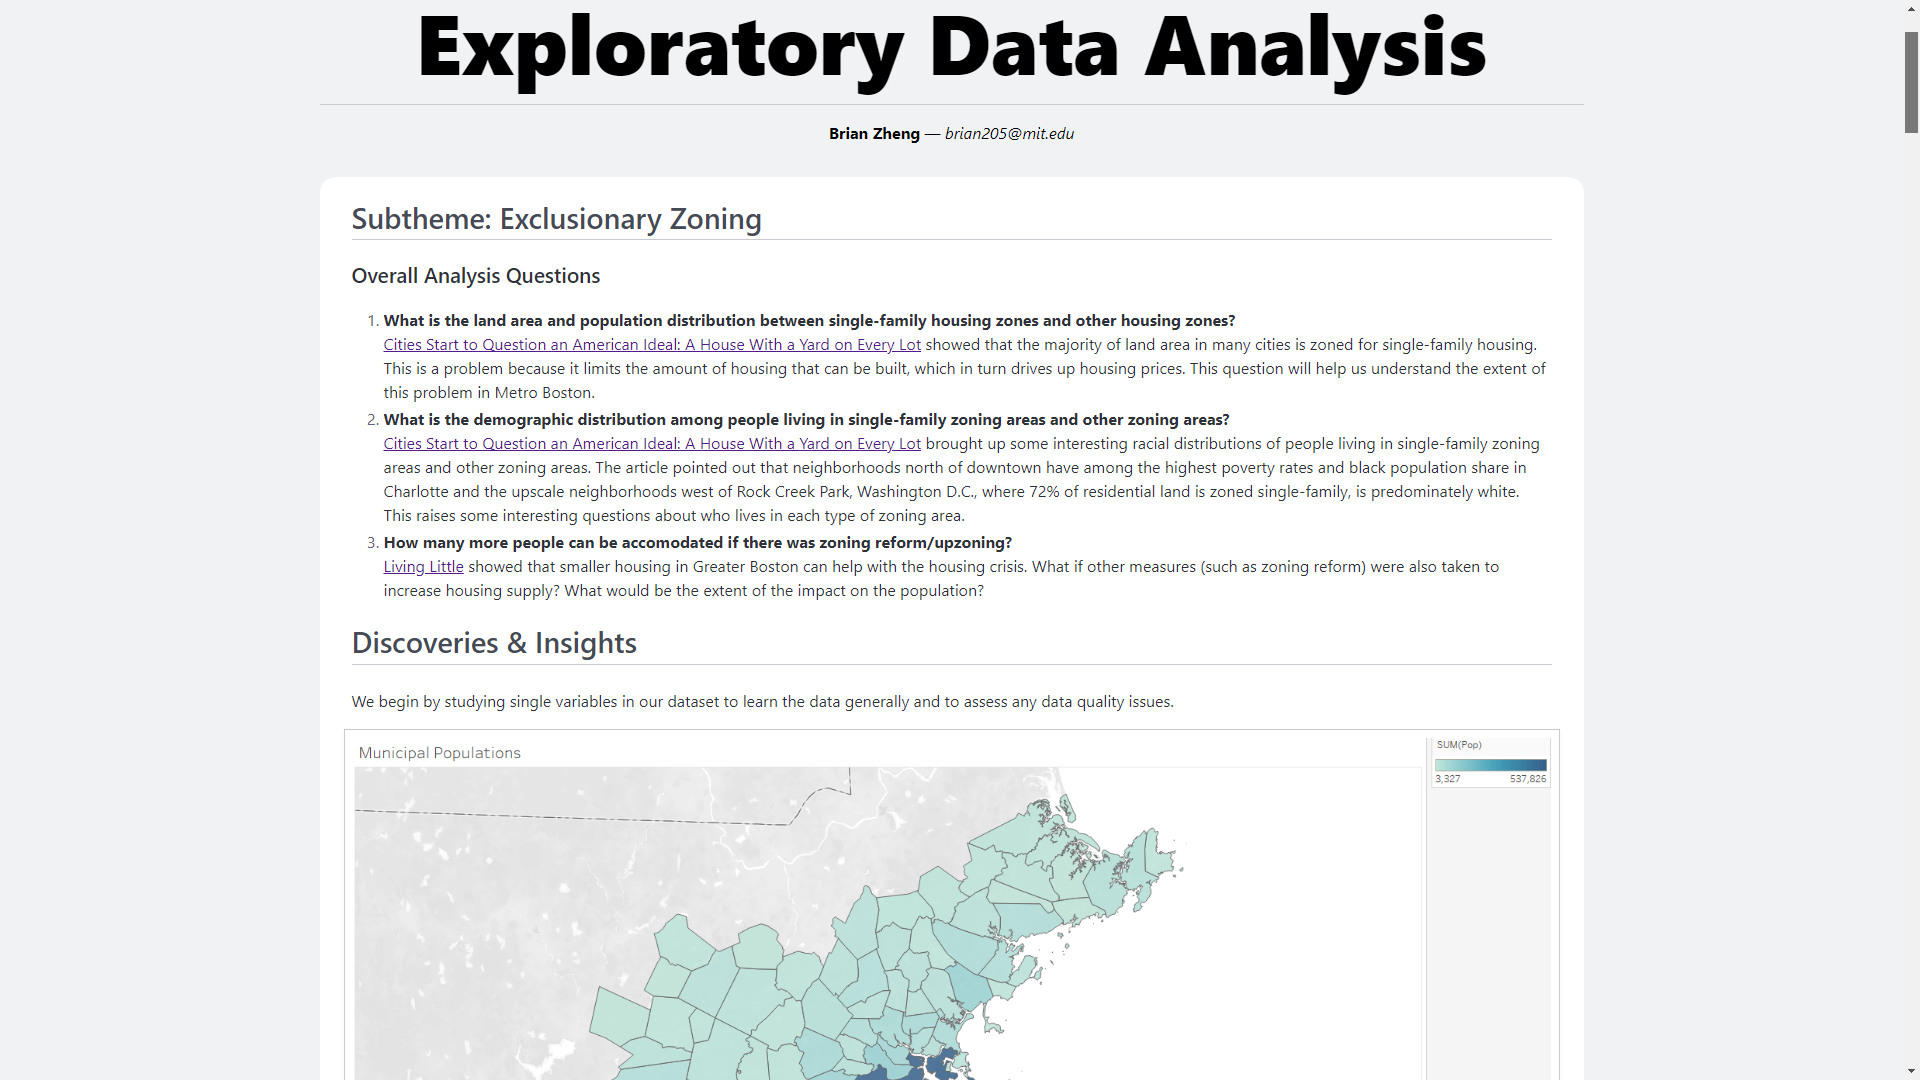 Exploratory Data Analysis
Brian Zheng — brian205@mit.edu
Subtheme: Exclusionary Zoning
Overall Analysis Questions
1. What is the land area and population distribution between single-family housing zones and other housing zones?
Cities Start to Question an American Ideal: A House With a Yard on Every Lot showed that the majority of land area in many cities is zoned for single-family housing.
This is a problem because it limits the amount of housing that can be built, which in turn drives up housing prices. This question will help us understand the extent of
this problem in Metro Boston.
2. What is the demographic distribution among people living in single-family zoning areas and other zoning areas?
Cities Start to Question an American Ideal: A House With a Yard on Every Lot brought up some interesting racial distributions of people living in single-family zoning
areas and other zoning areas. The article pointed out that neighborhoods north of downtown have among the highest poverty rates and black population share in
Charlotte and the upscale neighborhoods west of Rock Creek Park, Washington D.C., where 72% of residential land is zoned single-family, is predominately white.
This raises some interesting questions about who lives in each type of zoning area.
3. How many more people can be accomodated if there was zoning reform/upzoning?
Living Little showed that smaller housing in Greater Boston can help with the housing crisis. What if other measures (such as zoning reform) were also taken to
increase housing supply? What would be the extent of the impact on the population?
Discoveries & Insights
We begin by studying single variables in our dataset to learn the data generally and to assess any data quality issues.
Municipal Populations
SUM(Pop)
3,327 537,826